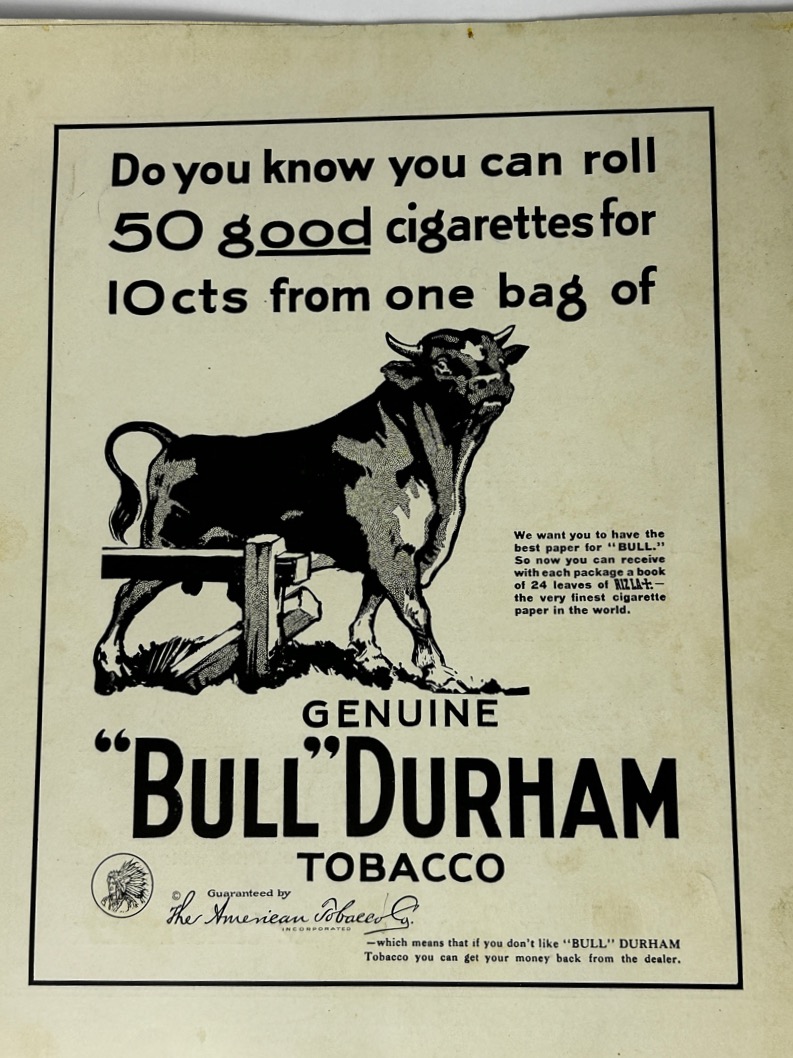 Do you know you can roll
50 good cigarettes for
10cts from one bag of
We want you to have the
best paper for "BULL."
So now you can receive
with each package a book
of 24 leaves of RIZLA+.—
the very finest cigarette
paper in the world.
GENUINE
"BULL" DURHAM
TOBACCO
© Guaranteed by
The American Tobacco Co.
INCORPORATED
—which means that if you don't like "BULL" DURHAM
Tobacco you can get your money back from the dealer.